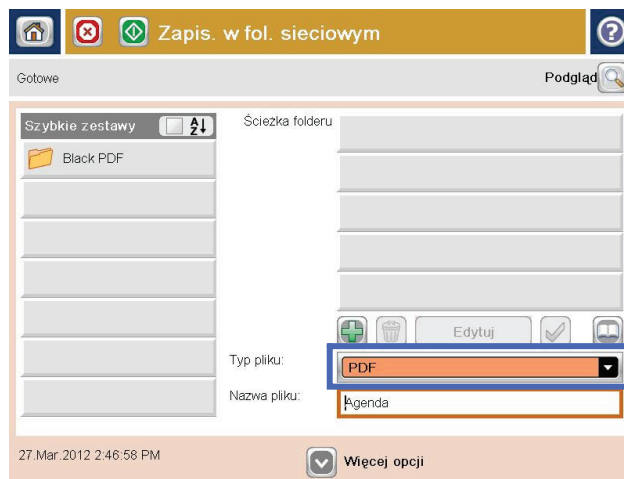 Zapis. w fol. sieciowym
Gotowe
Podgląd
Szybkie zestawy
Ścieżka folderu
Black PDF
Edytuj
Typ pliku:
PDF
Nazwa pliku:
Agenda
27.Mar.2012 2:46:58 PM
Więcej opcji